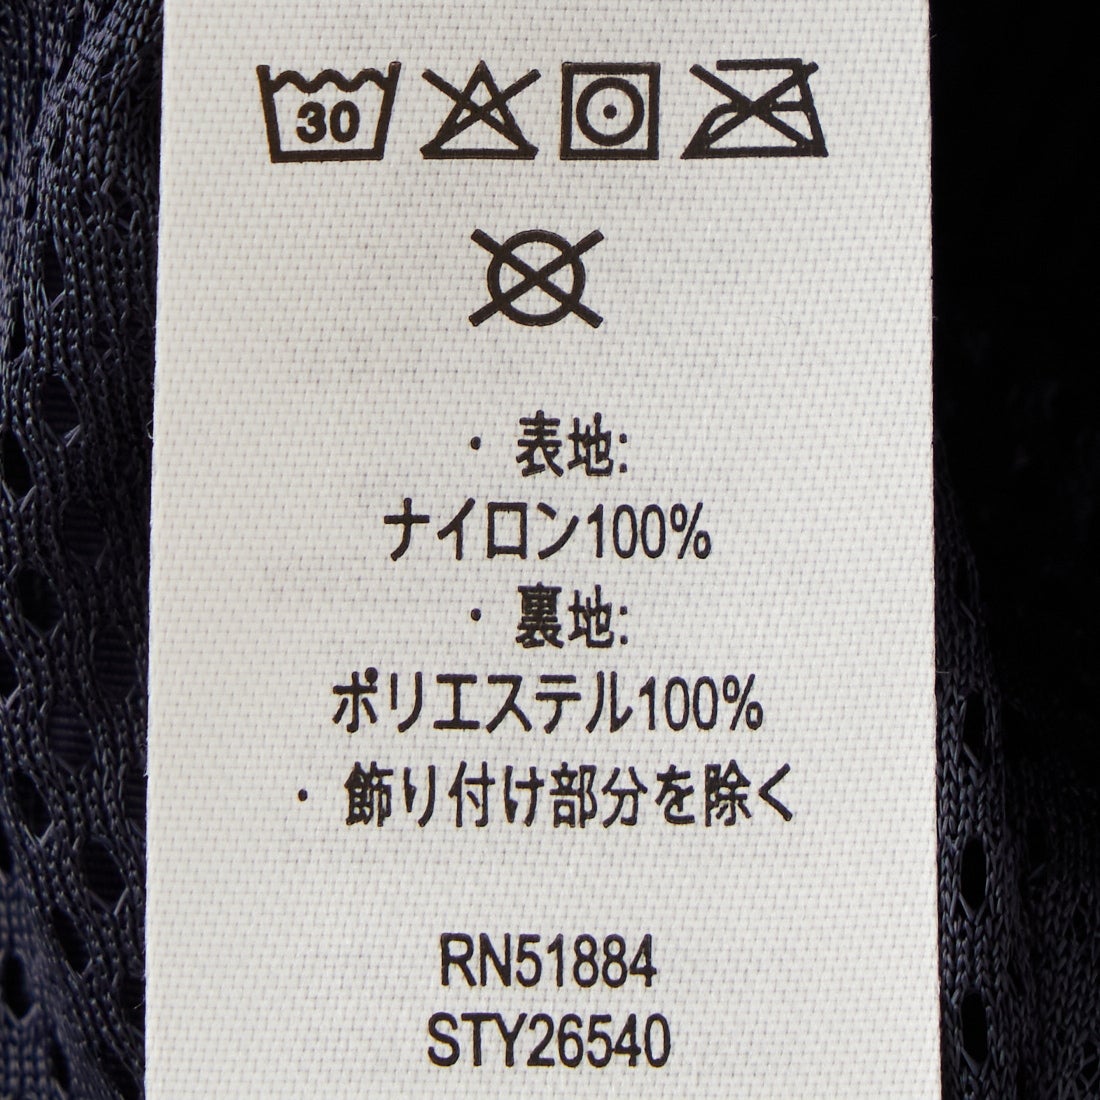 30
・ 表地:
ナイロン100%
・ 裏地:
ポリエステル100%
・ 飾り付け部分を除く
RN51884
STY26540